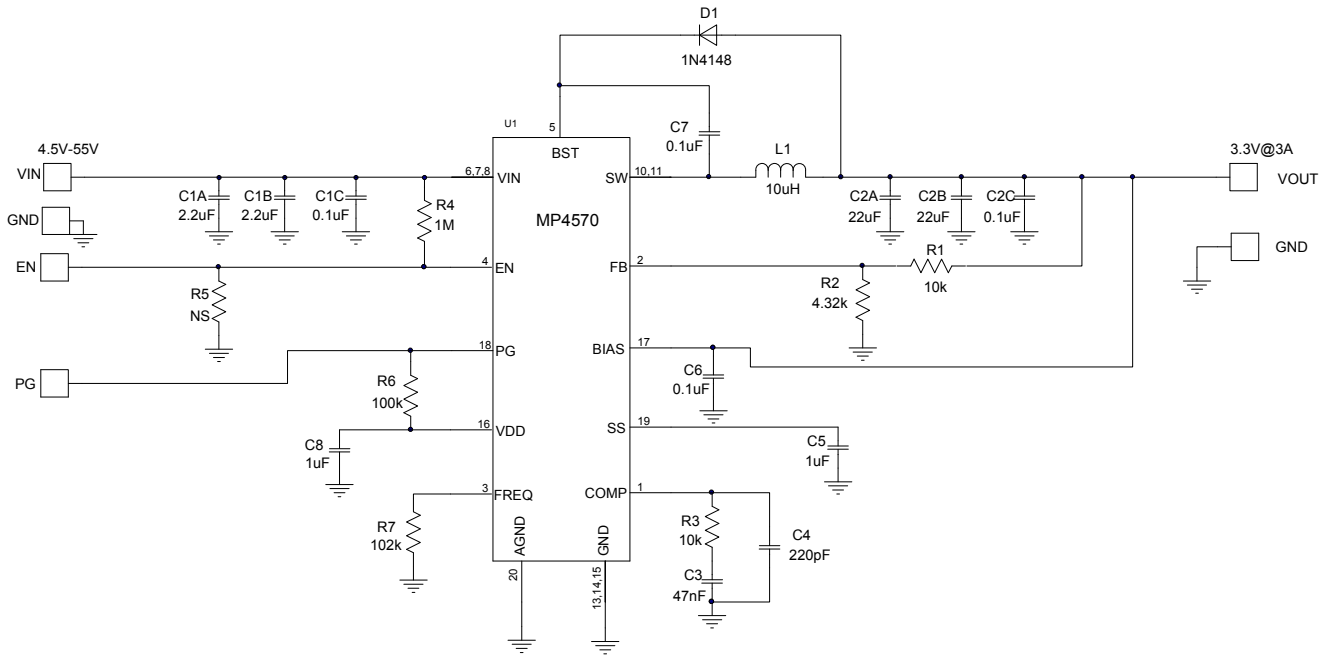 D1
1N4148
U1
5
BST
C7
0.1uF
4.5V-55V
VIN
6,7,8
VIN
SW
10,11
L1
10uH
3.3V@3A
VOUT
C1A
2.2uF
C1B
2.2uF
C1C
0.1uF
R4
1M
MP4570
C2A
22uF
C2B
22uF
C2C
0.1uF
GND
GND
EN
4
EN
FB
2
R1
10k
R5
NS
R2
4.32k
PG
18
PG
BIAS
17
C6
0.1uF
R6
100k
16
VDD
SS
19
C8
1uF
C5
1uF
3
FREQ
COMP
1
R7
102k
R3
10k
C4
220pF
C3
47nF
AGND
GND
20
13,14,15